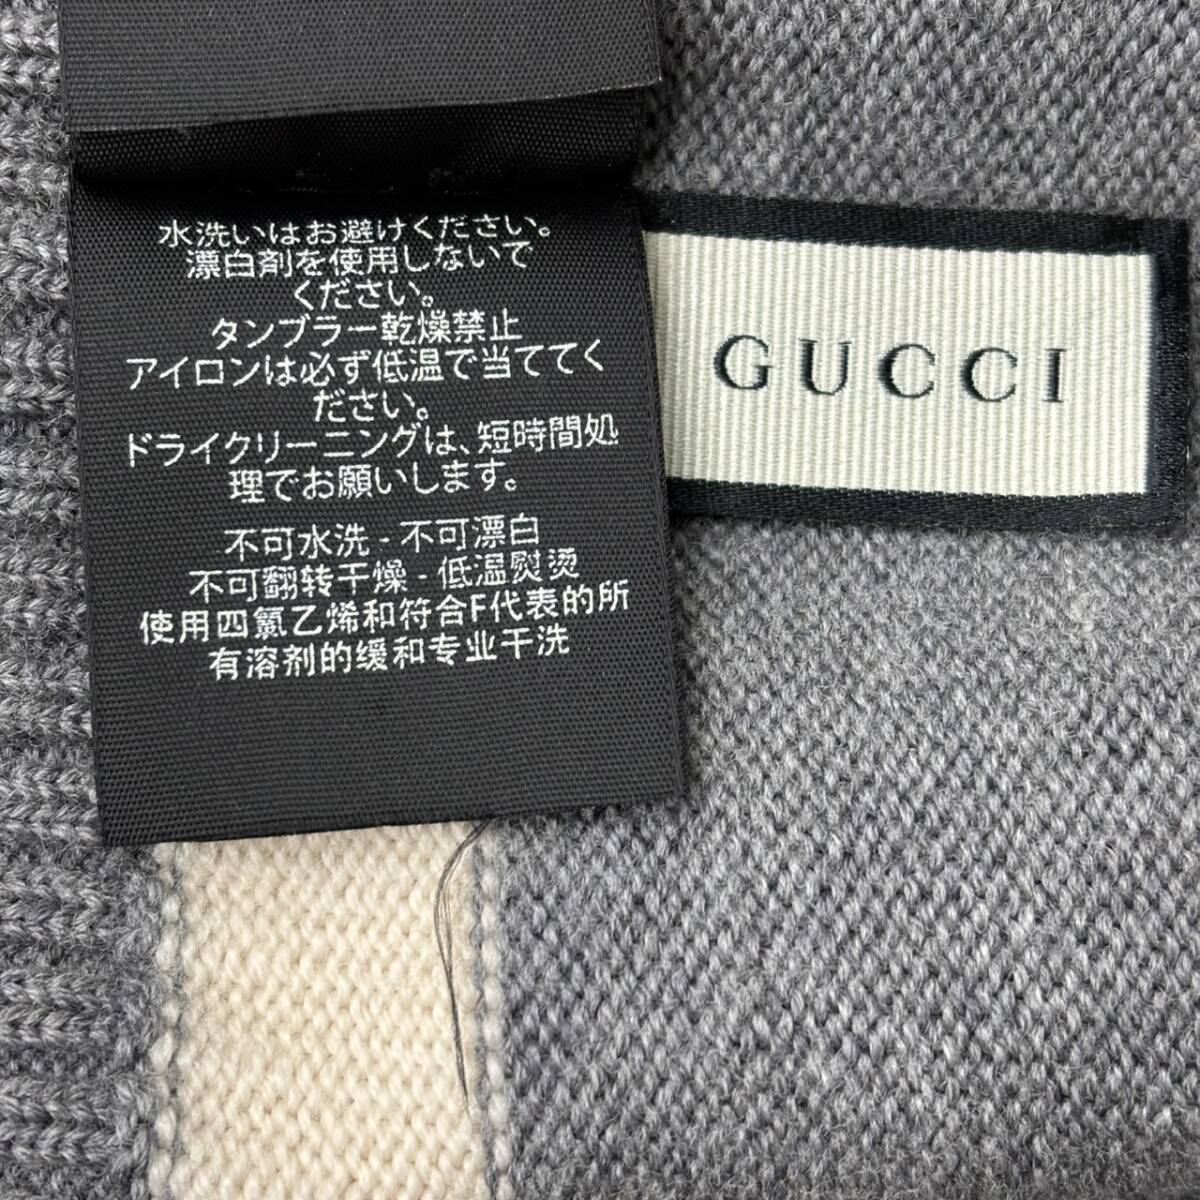 水洗いはお避けください。
漂白剤を使用しないで
ください。
タンブラー乾燥禁止
アイロンは必ず低温で当ててく
ださい。
ドライクリーニングは、短時間処
理でお願いします。
不可水洗 - 不可漂白
不可翻转干燥 - 低温熨烫
使用四氯乙烯和符合F代表的所
有溶剂的缓和专业干洗
GUCCI